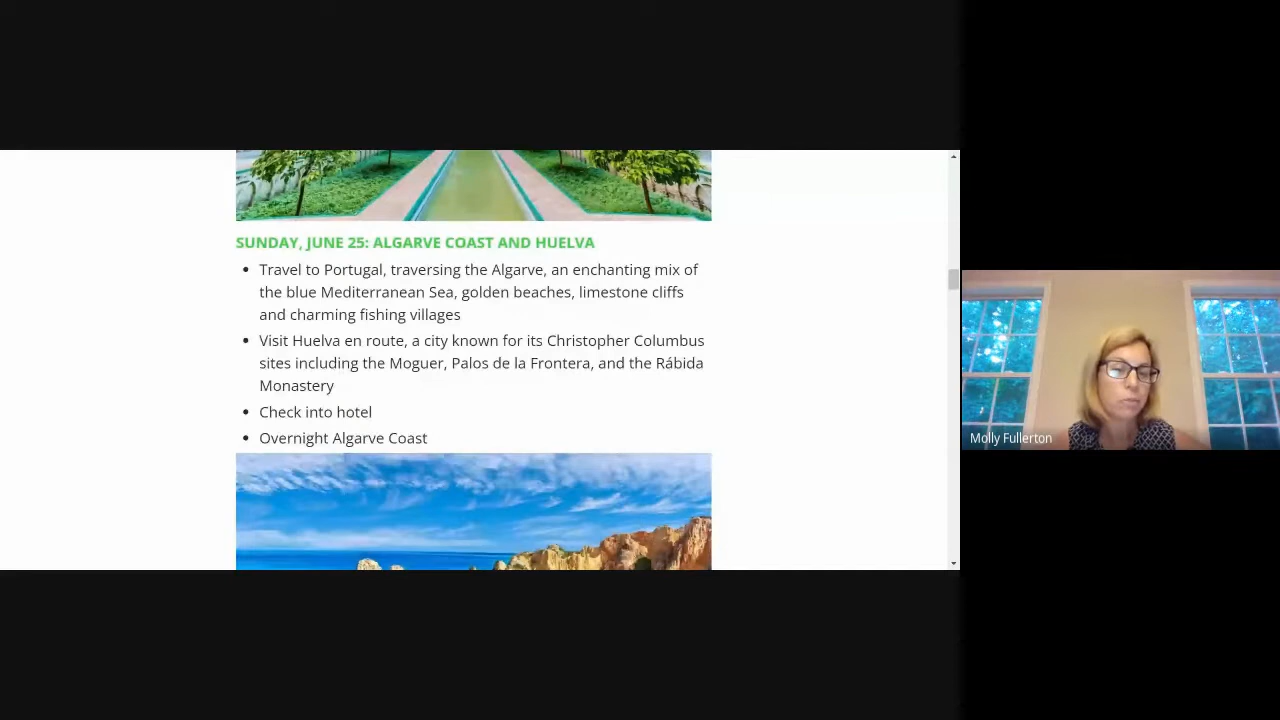 SUNDAY, JUNE 25: ALGARVE COAST AND HUELVA
• Travel to Portugal, traversing the Algarve, an enchanting mix of
the blue Mediterranean Sea, golden beaches, limestone cliffs
and charming fishing villages
• Visit Huelva en route, a city known for its Christopher Columbus
sites including the Moguer, Palos de la Frontera, and the Rábida
Monastery
• Check into hotel
• Overnight Algarve Coast
Molly Fullerton